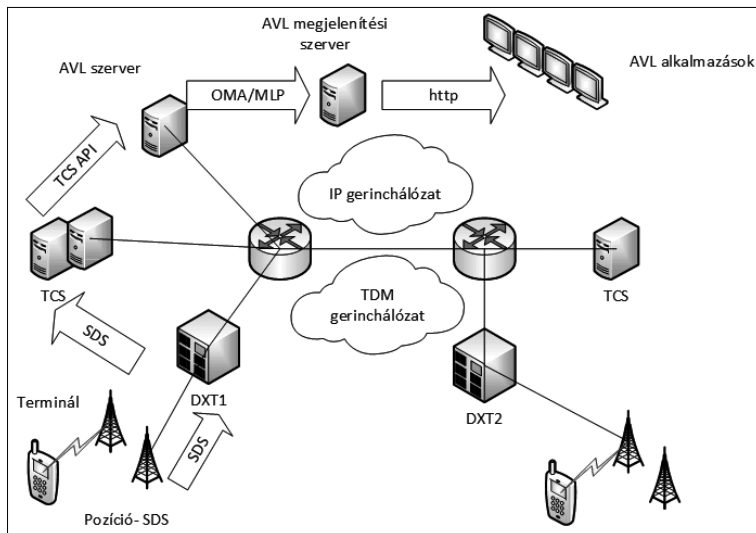 AVL megjelenítési
szerver
AVL szerver
AVL alkalmazások
OMA/MLP
http
TCS API
IP gerinchálózat
TCS
TCS
TDM
gerinchálózat
SDS
DXT1
DXT2
Terminál
SDS
Pozíció- SDS